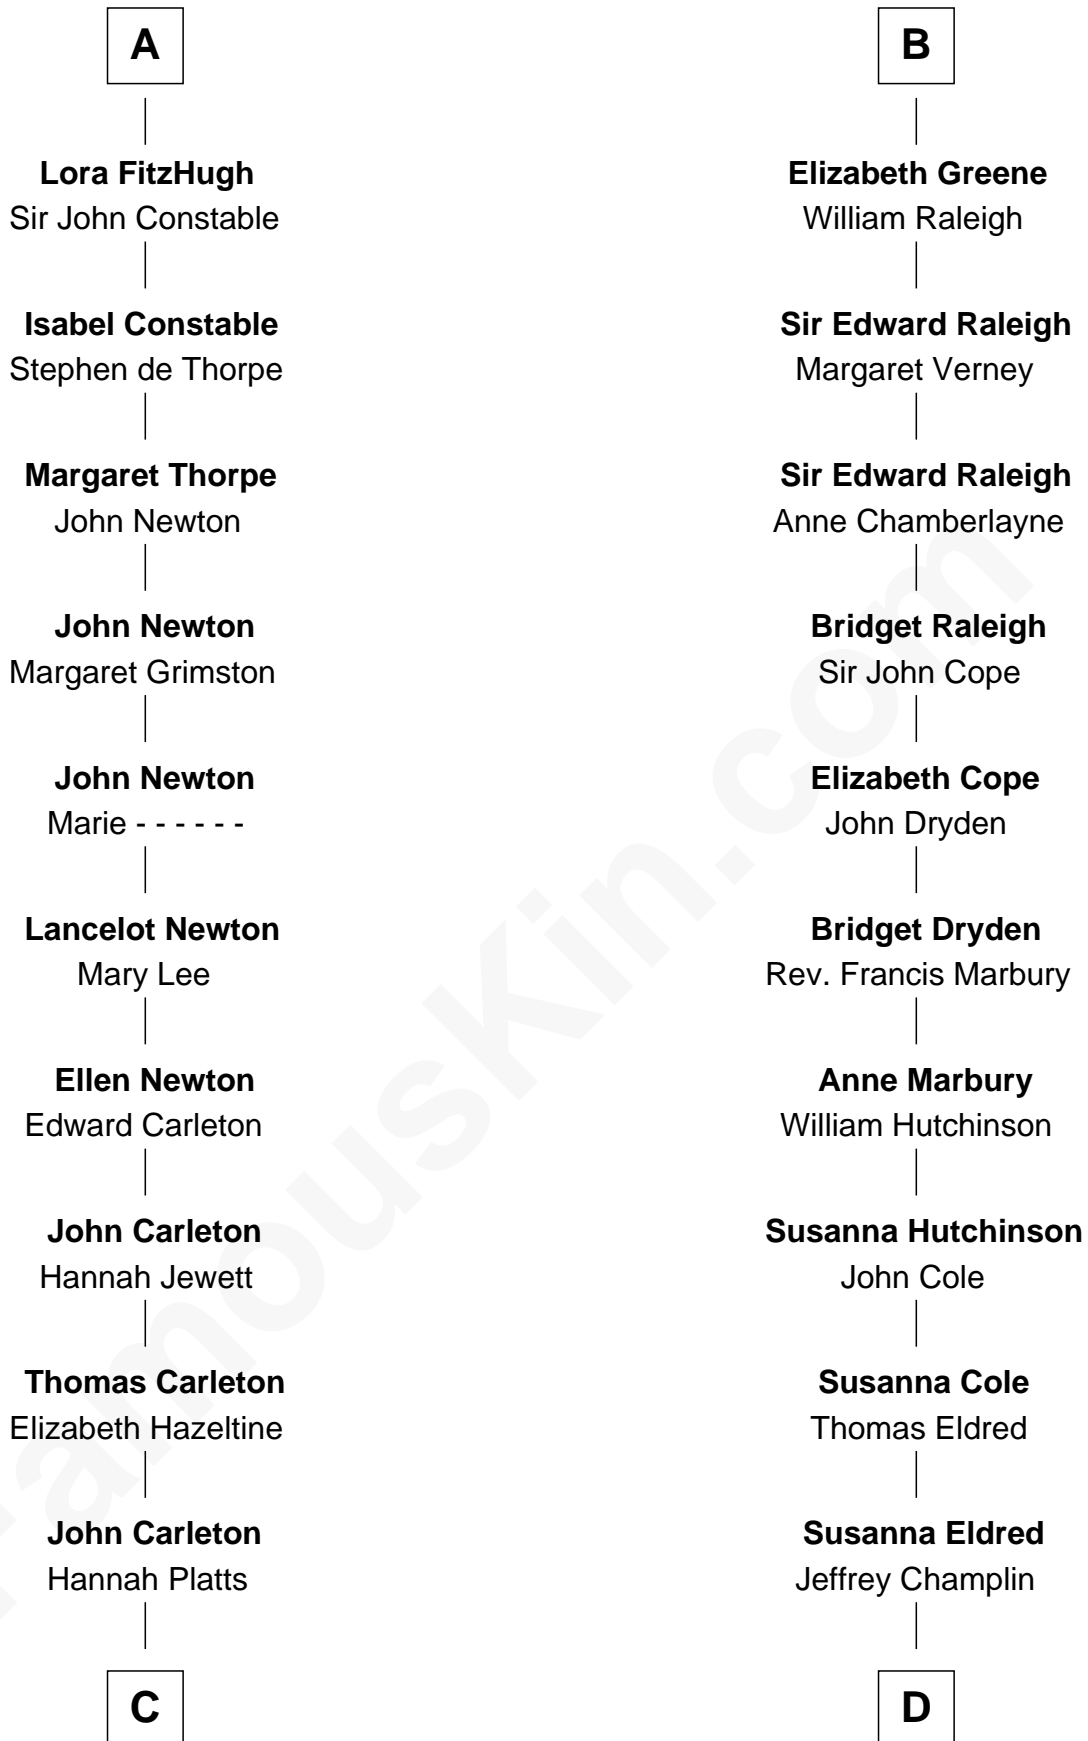 A
Lora FitzHugh
Sir John Constable
Isabel Constable
Stephen de Thorpe
Margaret Thorpe
John Newton
John Newton
Margaret Grimston
John Newton
Marie - - - - - -
Lancelot Newton
Mary Lee
Ellen Newton
Edward Carleton
John Carleton
Hannah Jewett
Thomas Carleton
Elizabeth Hazeltine
John Carleton
Hannah Platts
C
B
Elizabeth Greene
William Raleigh
Sir Edward Raleigh
Margaret Verney
Sir Edward Raleigh
Anne Chamberlayne
Bridget Raleigh
Sir John Cope
Elizabeth Cope
John Dryden
Bridget Dryden
Rev. Francis Marbury
Anne Marbury
William Hutchinson
Susanna Hutchinson
John Cole
Susanna Cole
Thomas Eldred
Susanna Eldred
Jeffrey Champlin
D
FamousKin.com